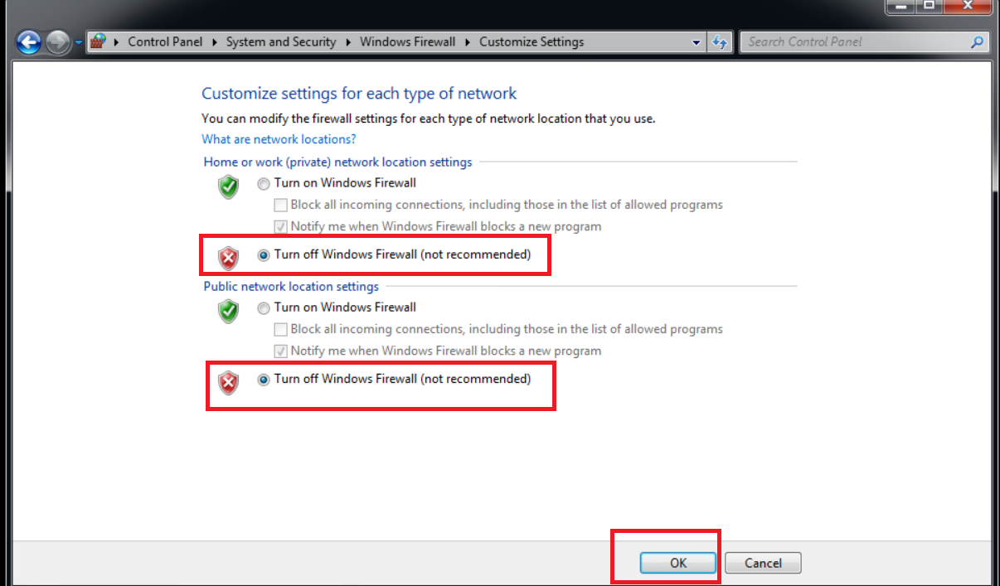 Control Panel System and Security Windows Firewall Customize Settings
Search Control Panel
Customize settings for each type of network
You can modify the firewall settings for each type of network location that you use.
What are network locations?
Home or work (private) network location settings
Turn on Windows Firewall
Block all incoming connections, including those in the list of allowed programs
Notify me when Windows Firewall blocks a new program
Turn off Windows Firewall (not recommended)
Public network location settings
Turn on Windows Firewall
Block all incoming connections, including those in the list of allowed programs
Notify me when Windows Firewall blocks a new program
Turn off Windows Firewall (not recommended)
OK
Cancel